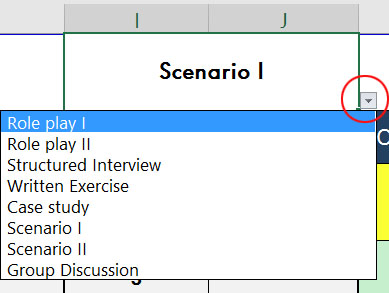 I J
Scenario I
Role play I
Role play II
Structured Interview
Written Exercise
Case study
Scenario I
Scenario II
Group Discussion